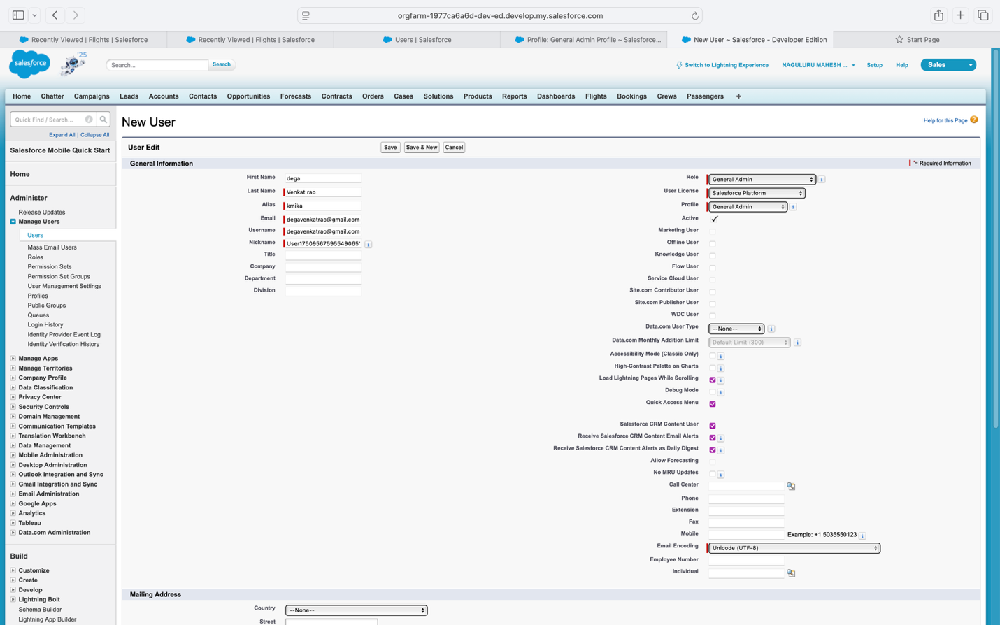 orgfarm-1977ca6a6d-dev-ed.develop.my.salesforce.com
Recently Viewed | Flights | Salesforce
Recently Viewed | Flights | Salesforce
Users | Salesforce
Profile: General Admin Profile ~ Salesforce...
New User ~ Salesforce - Developer Edition
Start Page
salesforce
'25
Search...
Search
Switch to Lightning Experience
NAGULURU MAHESH ...
Setup
Help
Sales
Home
Chatter
Campaigns
Leads
Accounts
Contacts
Opportunities
Forecasts
Contracts
Orders
Cases
Solutions
Products
Reports
Dashboards
Flights
Bookings
Crews
Passengers
+
Quick Find / Search...
Expand All | Collapse All
Salesforce Mobile Quick Start
Home
Administer
Release Updates
Manage Users
Users
Mass Email Users
Roles
Permission Sets
Permission Set Groups
User Management Settings
Profiles
Public Groups
Queues
Login History
Identity Provider Event Log
Identity Verification History
Manage Apps
Manage Territories
Company Profile
Data Classification
Privacy Center
Security Controls
Domain Management
Communication Templates
Translation Workbench
Data Management
Mobile Administration
Desktop Administration
Outlook Integration and Sync
Gmail Integration and Sync
Email Administration
Google Apps
Analytics
Tableau
Data.com Administration
Build
Customize
Create
Develop
Lightning Bolt
Schema Builder
Lightning App Builder
New User
Help for this Page
User Edit
Save
Save & New
Cancel
General Information
*= Required Information
First Name dega
Last Name Venkat rao
Alias kmika
Email degavenkatrao@gmail.com
Username degavenkatrao@gmail.com
Nickname User17509567595549065
Title
Company
Department
Division
Role General Admin
User License Salesforce Platform
Profile General Admin
Active
Marketing User
Offline User
Knowledge User
Flow User
Service Cloud User
Site.com Contributor User
Site.com Publisher User
WDC User
Data.com User Type --None--
Data.com Monthly Addition Limit Default Limit (300)
Accessibility Mode (Classic Only)
High-Contrast Palette on Charts
Load Lightning Pages While Scrolling
Debug Mode
Quick Access Menu
Salesforce CRM Content User
Receive Salesforce CRM Content Email Alerts
Receive Salesforce CRM Content Alerts as Daily Digest
Allow Forecasting
No MRU Updates
Call Center
Phone
Extension
Fax
Mobile Example: +1 5035550123
Email Encoding Unicode (UTF-8)
Employee Number
Individual
Mailing Address
Country --None--
Street